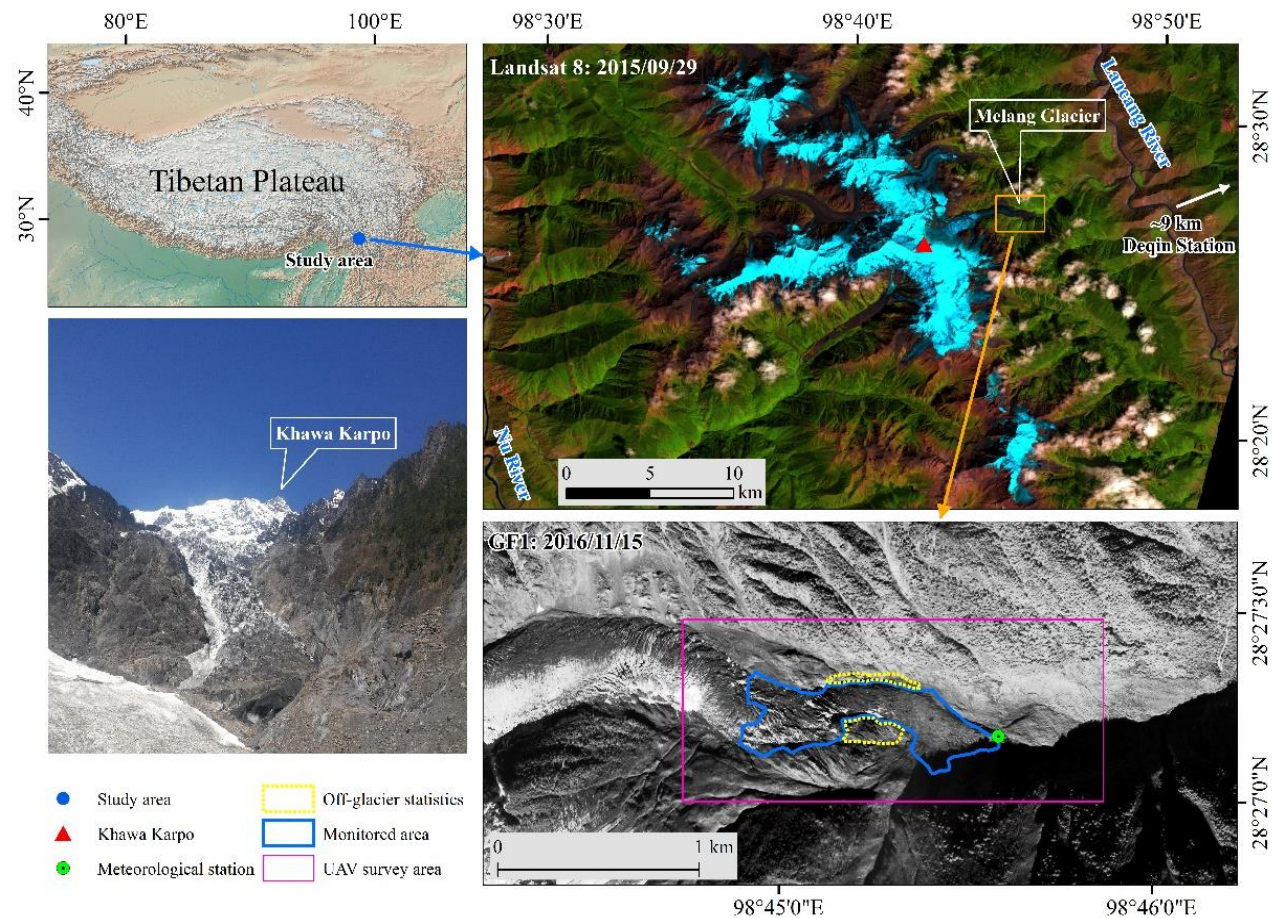 80°E
100°E
98°30'E
98°40'E
98°50'E
40°N
30°N
Tibetan Plateau
Study area
Landsat 8: 2015/09/29
Melang Glacier
Lancang River
~9 km
Deqin Station
Nu River
0
5
10
km
28°30'N
28°20'N
Khawa Karpo
GF1: 2016/11/15
0
1 km
28°27'30"N
28°27'0"N
98°45'0"E
98°46'0"E
Study area
Off-glacier statistics
Khawa Karpo
Monitored area
Meteorological station
UAV survey area